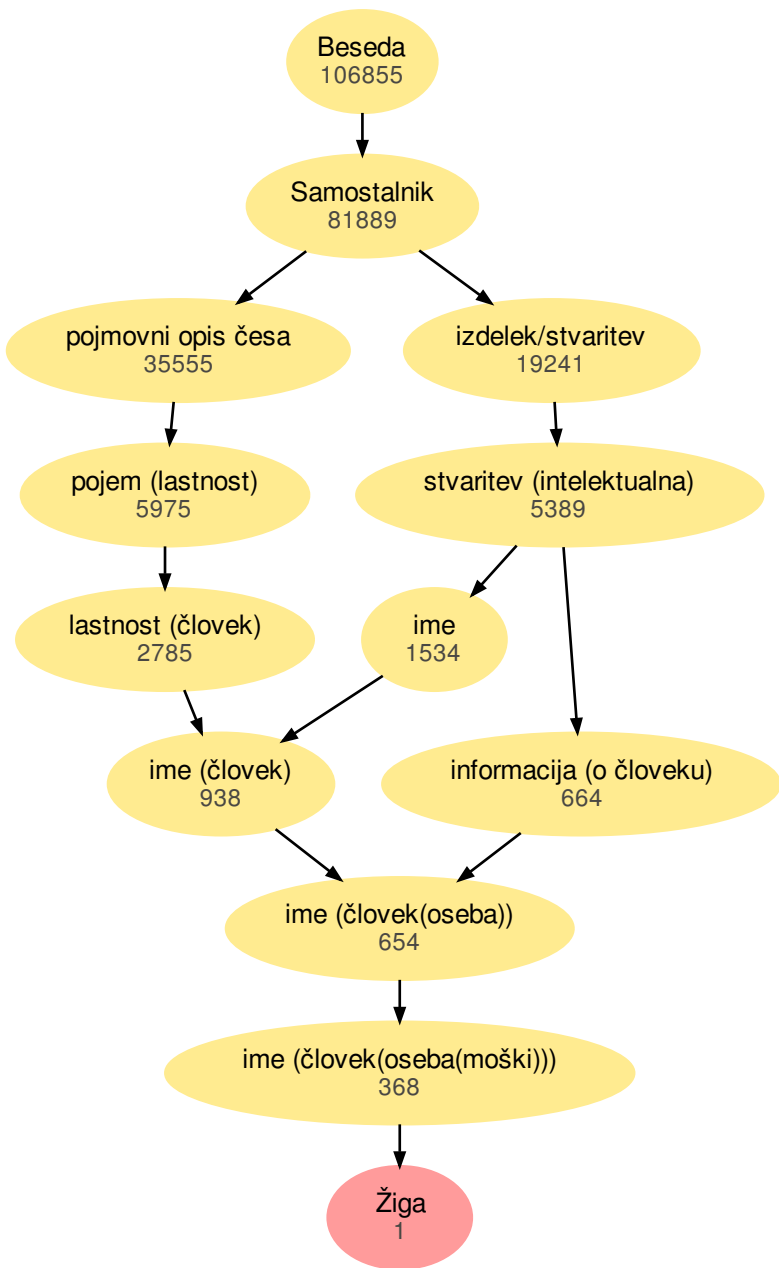 Beseda
106855
Samostalnik
81889
pojmovni opis česa
35555
izdelek/stvaritev
19241
pojem (lastnost)
5975
stvaritev (intelektualna)
5389
lastnost (človek)
2785
ime
1534
ime (človek)
938
informacija (o človeku)
664
ime (človek(oseba))
654
ime (človek(oseba(moški)))
368
Žiga
1